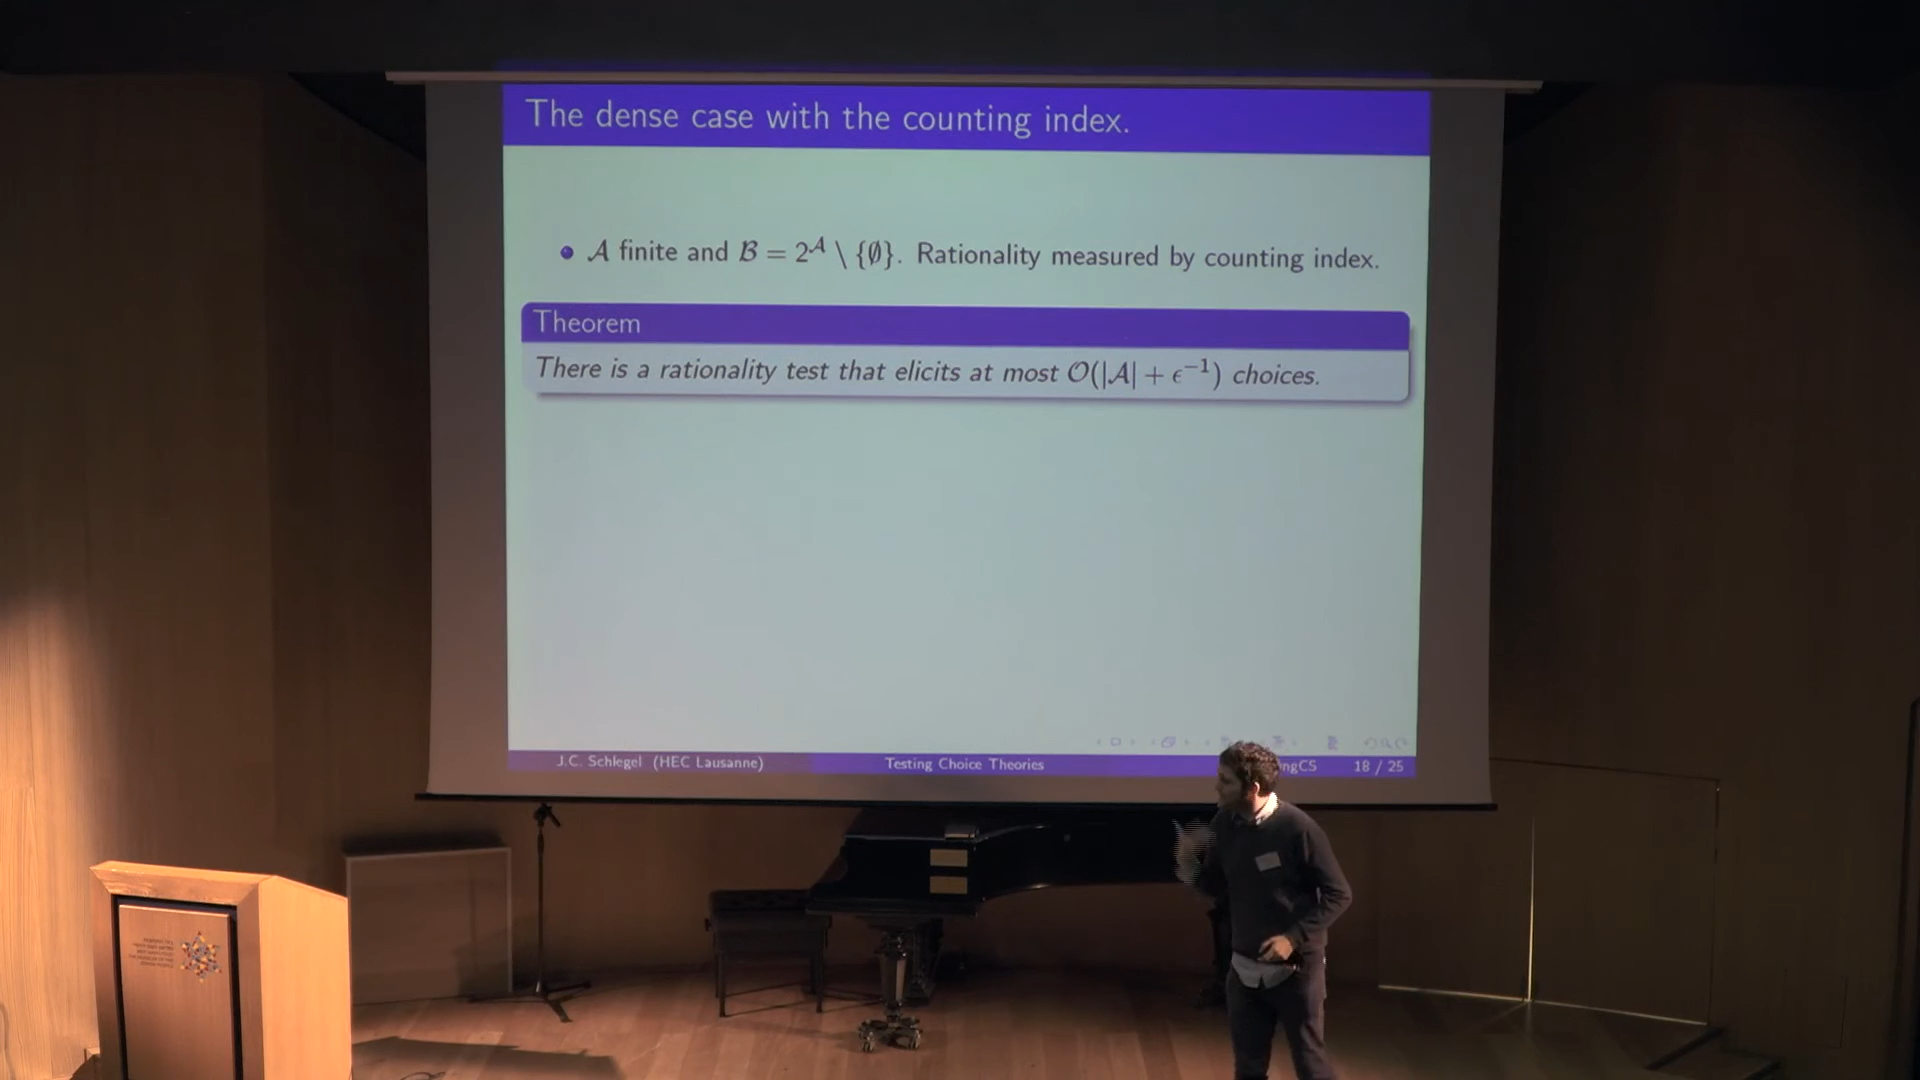 The dense case with the counting index.
• 𝒜 finite and ℬ = 2^𝒜 \ {∅}. Rationality measured by counting index.
Theorem
There is a rationality test that elicits at most 𝒪(|𝒜| + ϵ⁻¹) choices.
J.C. Schlegel (HEC Lausanne) Testing Choice Theories ngCS 18 / 25